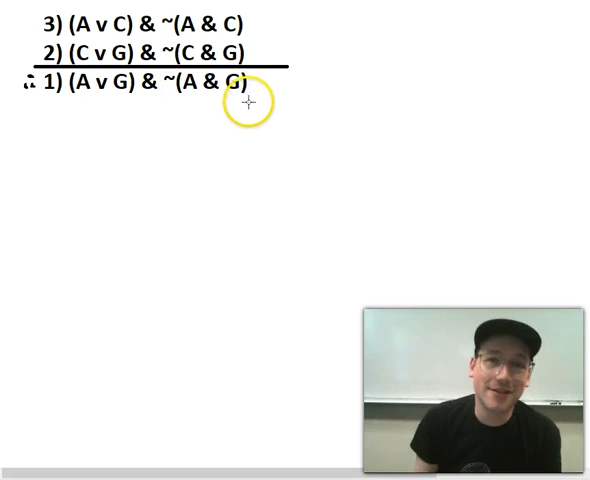 3) (A v C) & ~(A & C)
2) (C v G) & ~(C & G)
∴ 1) (A v G) & ~(A & G)